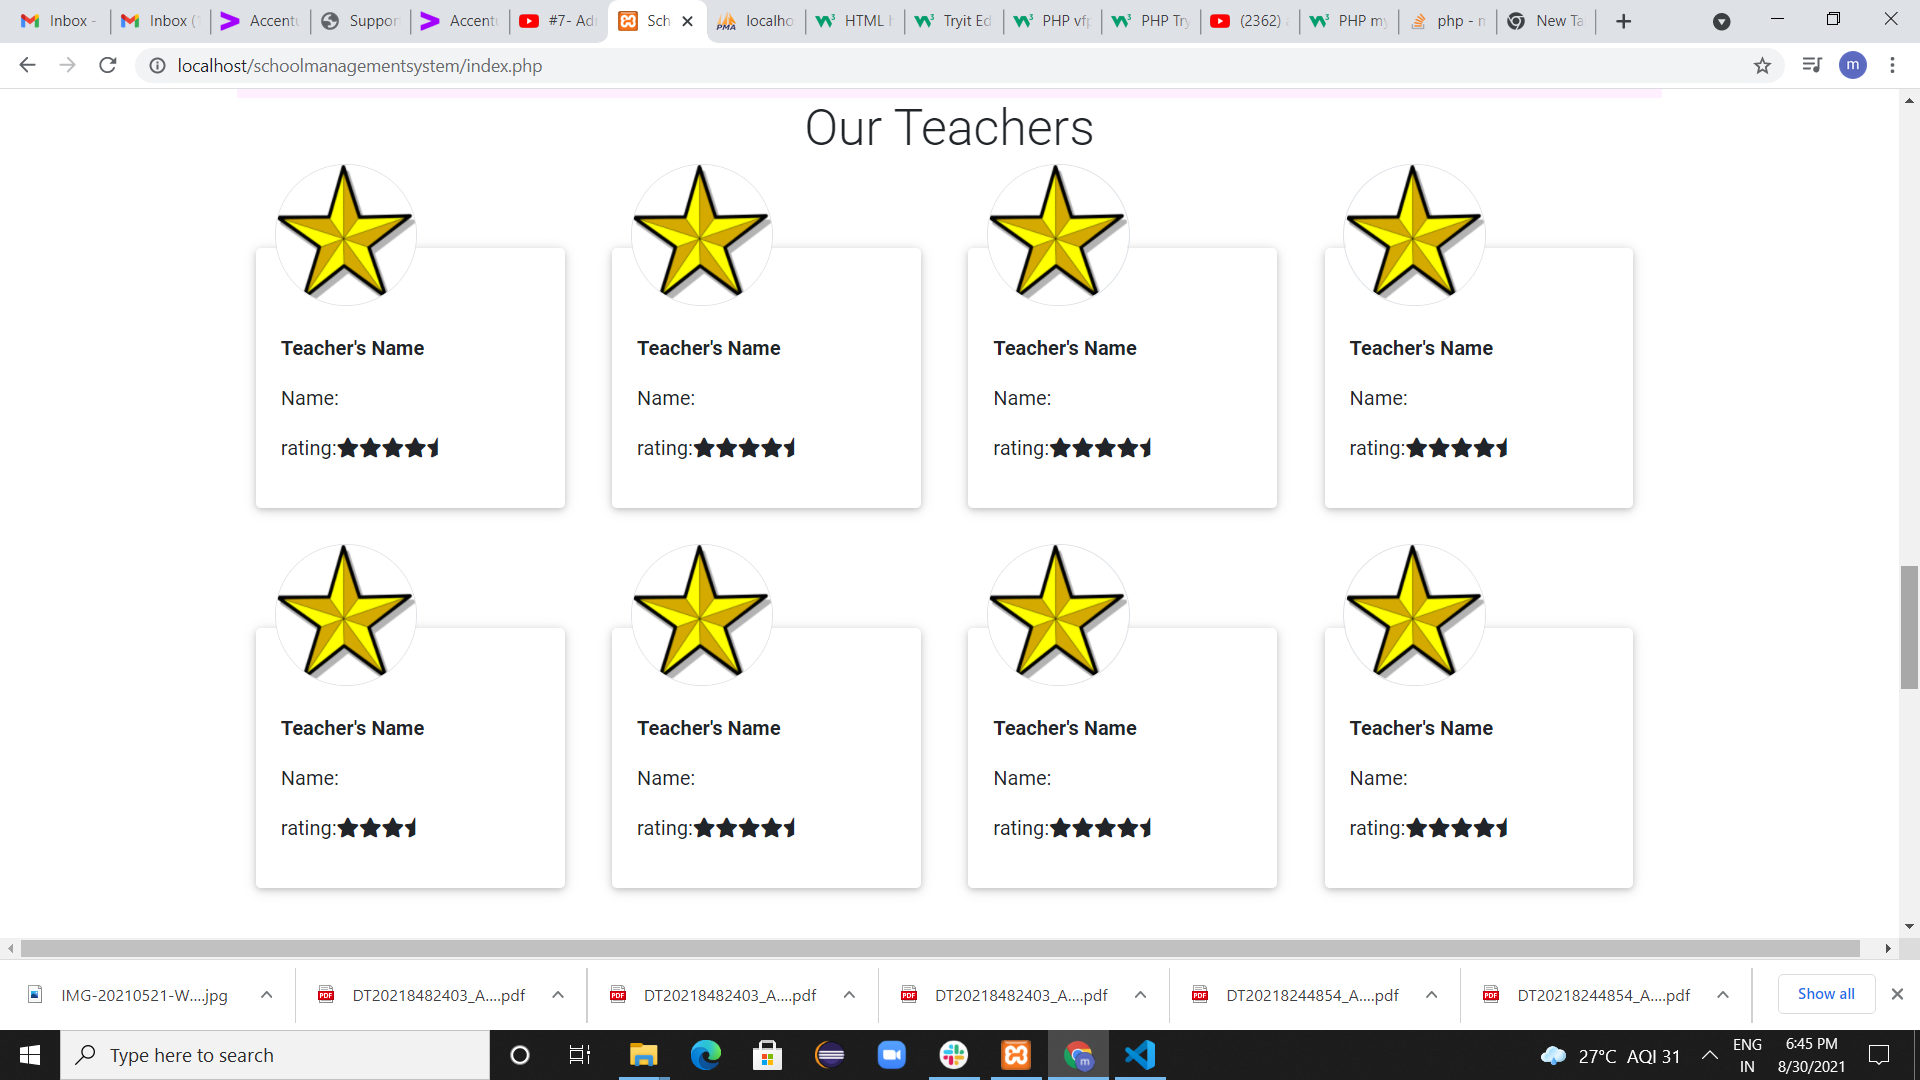 Inbox -
Inbox (
Accent
Suppor
Accent
#7- Ad
Sch
localho
HTML
Tryit Ed
PHP vf
PHP Try
(2362)
PHP my
php - n
New Ta
localhost/schoolmanagementsystem/index.php
m
PMA
Our Teachers
Teacher's Name
Name:
rating:
Teacher's Name
Name:
rating:
Teacher's Name
Name:
rating:
Teacher's Name
Name:
rating:
Teacher's Name
Name:
rating:
Teacher's Name
Name:
rating:
Teacher's Name
Name:
rating:
Teacher's Name
Name:
rating:
IMG-20210521-W....jpg
DT20218482403_A....pdf
DT20218482403_A....pdf
DT20218482403_A....pdf
DT20218244854_A....pdf
DT20218244854_A....pdf
Show all
Type here to search
27°C AQI 31
ENG
IN
6:45 PM
8/30/2021